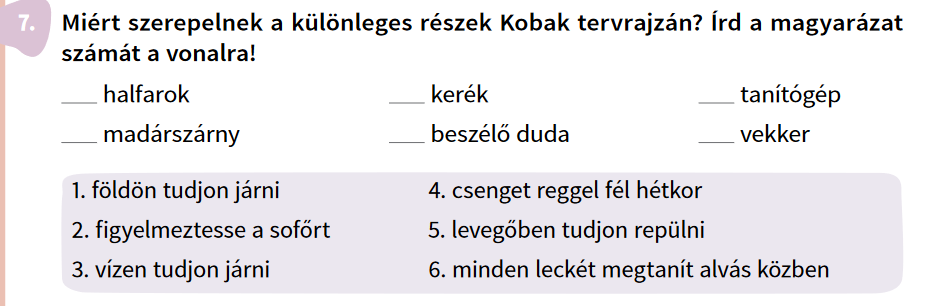 7. Miért szerepelnek a különleges részek Kobak tervrajzán? Írd a magyarázat
számát a vonalra!
___ halfarok ___ kerék ___ tanítógép
___ madárszárny ___ beszélő duda ___ vekker
1. földön tudjon járni 4. csenget reggel fél hétkor
2. figyelmeztesse a sofőrt 5. levegőben tudjon repülni
3. vízen tudjon járni 6. minden leckét megtanít alvás közben